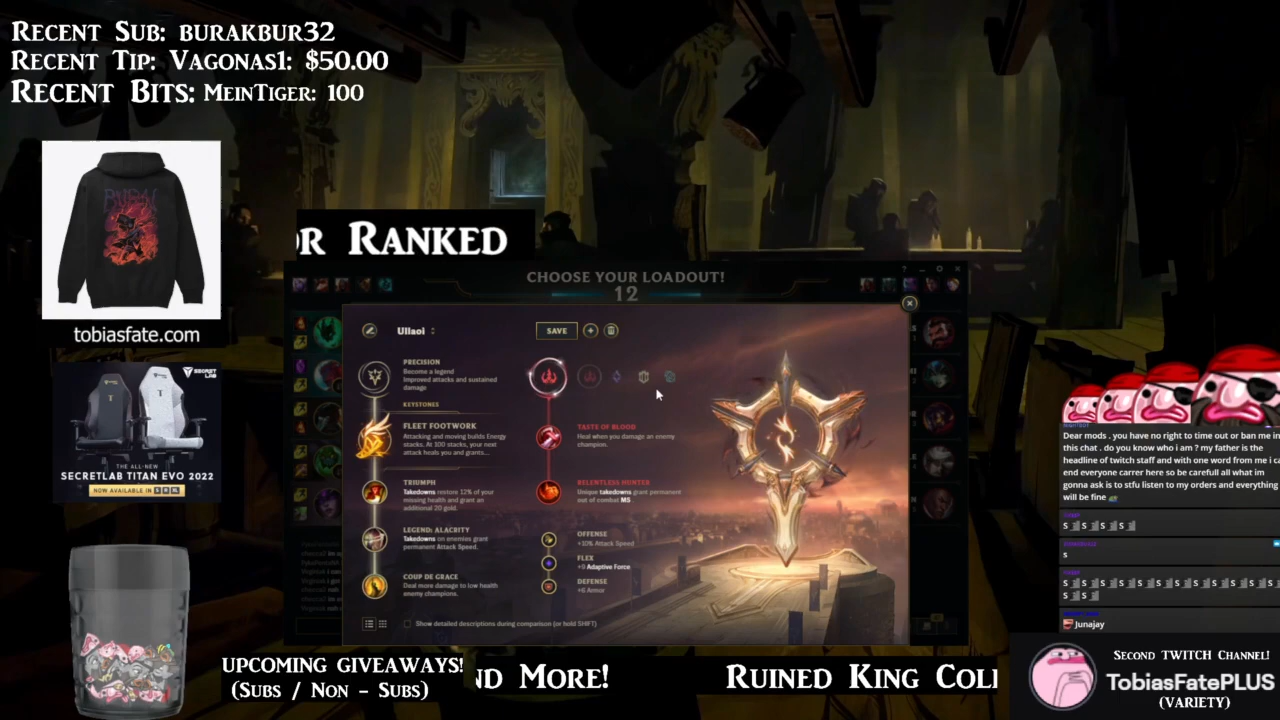 Recent Sub: burakbur32
Recent Tip: Vagonas1: $50.00
Recent Bits: MeinTiger: 100
tobiasfate.com
SECRET LAB
THE ALL-NEW
SECRETLAB TITAN EVO 2022
NOW AVAILABLE IN S R XL
or Ranked
CHOOSE YOUR LOADOUT!
12
Ullaoi
SAVE
PRECISION
Become a legend
Improved attacks and sustained
damage
KEYSTONES
FLEET FOOTWORK
Attacking and moving builds Energy
stacks. At 100 stacks, your next
attack heals you and grants...
TRIUMPH
Takedowns restore 12% of your
missing health and grant an
additional 20 gold.
LEGEND: ALACRITY
Takedowns on enemies grant
permanent Attack Speed.
COUP DE GRACE
Deal more damage to low health
enemy champions.
TASTE OF BLOOD
Heal when you damage an enemy
champion.
RELENTLESS HUNTER
Unique takedowns grant permanent
out of combat MS
OFFENSE
+10% Attack Speed
FLEX
+9 Adaptive Force
DEFENSE
+6 Armor
Show detailed descriptions during comparison (or hold SHIFT)
Dear mods . you have no right to time out or ban me in
this chat . do you know who i am ? my father is the
headline of twitch staff and with one word from me i ca
end everyone carrer here so be carefull all what im
gonna ask is to stfu listen to my orders and everything
will be fine
S S S S
s
S S S S S S S S S S S S
S S
Junajay
Upcoming Giveaways!
(Subs / Non - Subs)
nd More!
Ruined King Coll
Second TWITCH Channel!
TobiasFatePLUS
(VARIETY)